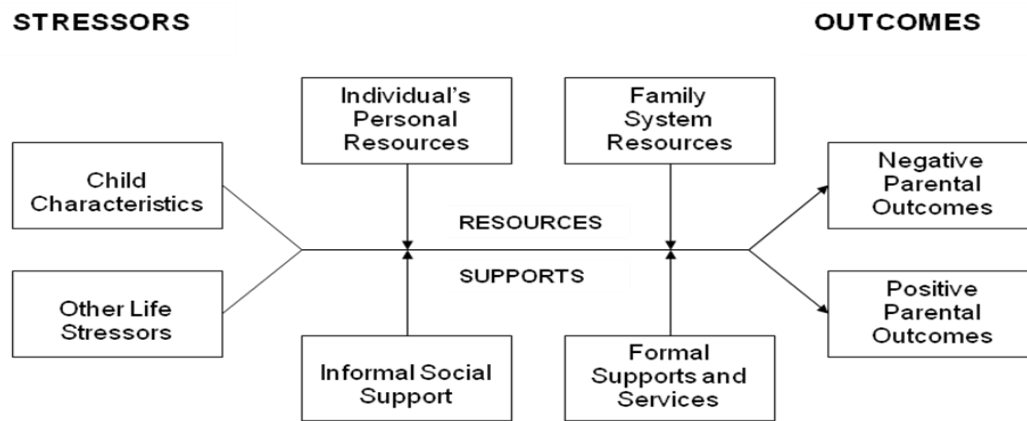 STRESSORS
OUTCOMES
Individual's
Personal
Resources
Family
System
Resources
Child
Characteristics
Negative
Parental
Outcomes
RESOURCES
SUPPORTS
Other Life
Stressors
Positive
Parental
Outcomes
Informal Social
Support
Formal
Supports and
Services